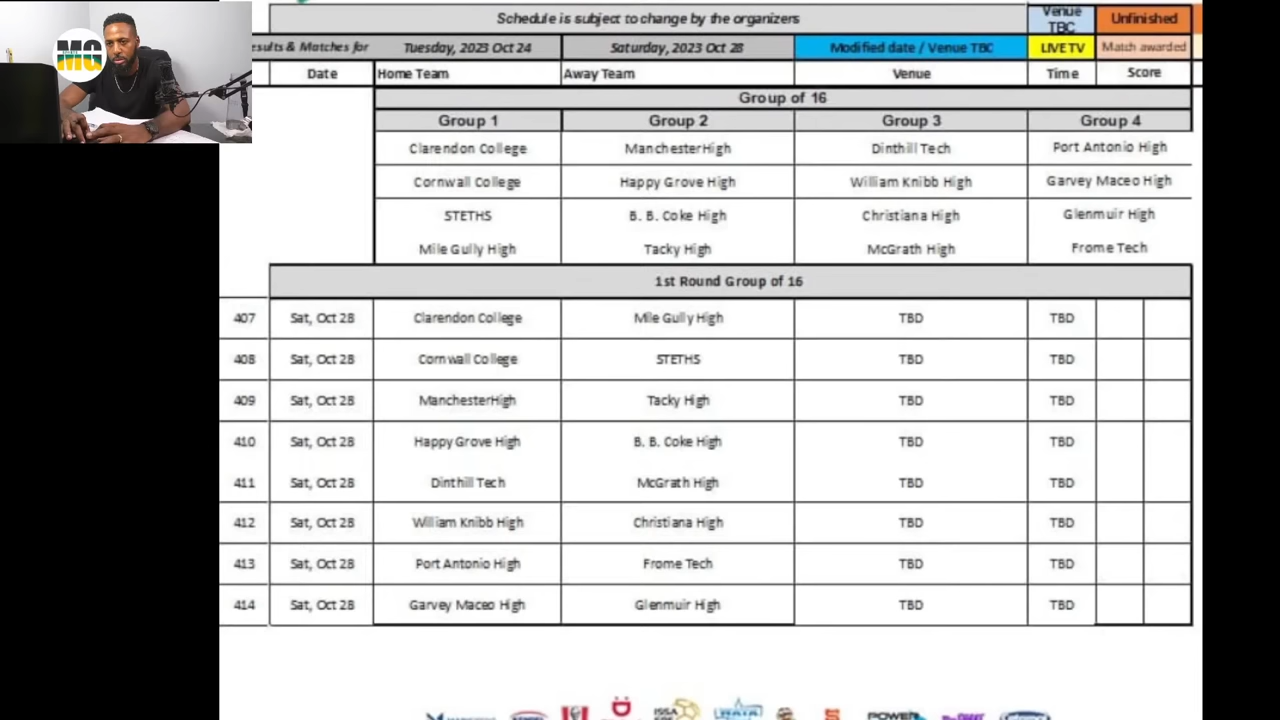 Schedule is subject to change by the organizers
Venue TBC
Unfinished
esults & Matches for Tuesday, 2023 Oct 24 Saturday, 2023 Oct 28 Modified date / Venue TBC LIVE TV Match awarded
Date Home Team Away Team Venue Time Score
Group of 16
Group 1 Group 2 Group 3 Group 4
Clarendon College ManchesterHigh Dinthill Tech Port Antonio High
Cornwall College Happy Grove High William Knibb High Garvey Maceo High
STETHS B. B. Coke High Christiana High Glenmuir High
Mile Gully High Tacky High McGrath High Frome Tech
1st Round Group of 16
407 Sat, Oct 28 Clarendon College Mile Gully High TBD TBD
408 Sat, Oct 28 Cornwall College STETHS TBD TBD
409 Sat, Oct 28 ManchesterHigh Tacky High TBD TBD
410 Sat, Oct 28 Happy Grove High B. B. Coke High TBD TBD
411 Sat, Oct 28 Dinthill Tech McGrath High TBD TBD
412 Sat, Oct 28 William Knibb High Christiana High TBD TBD
413 Sat, Oct 28 Port Antonio High Frome Tech TBD TBD
414 Sat, Oct 28 Garvey Maceo High Glenmuir High TBD TBD
MG
ISSA
POWER